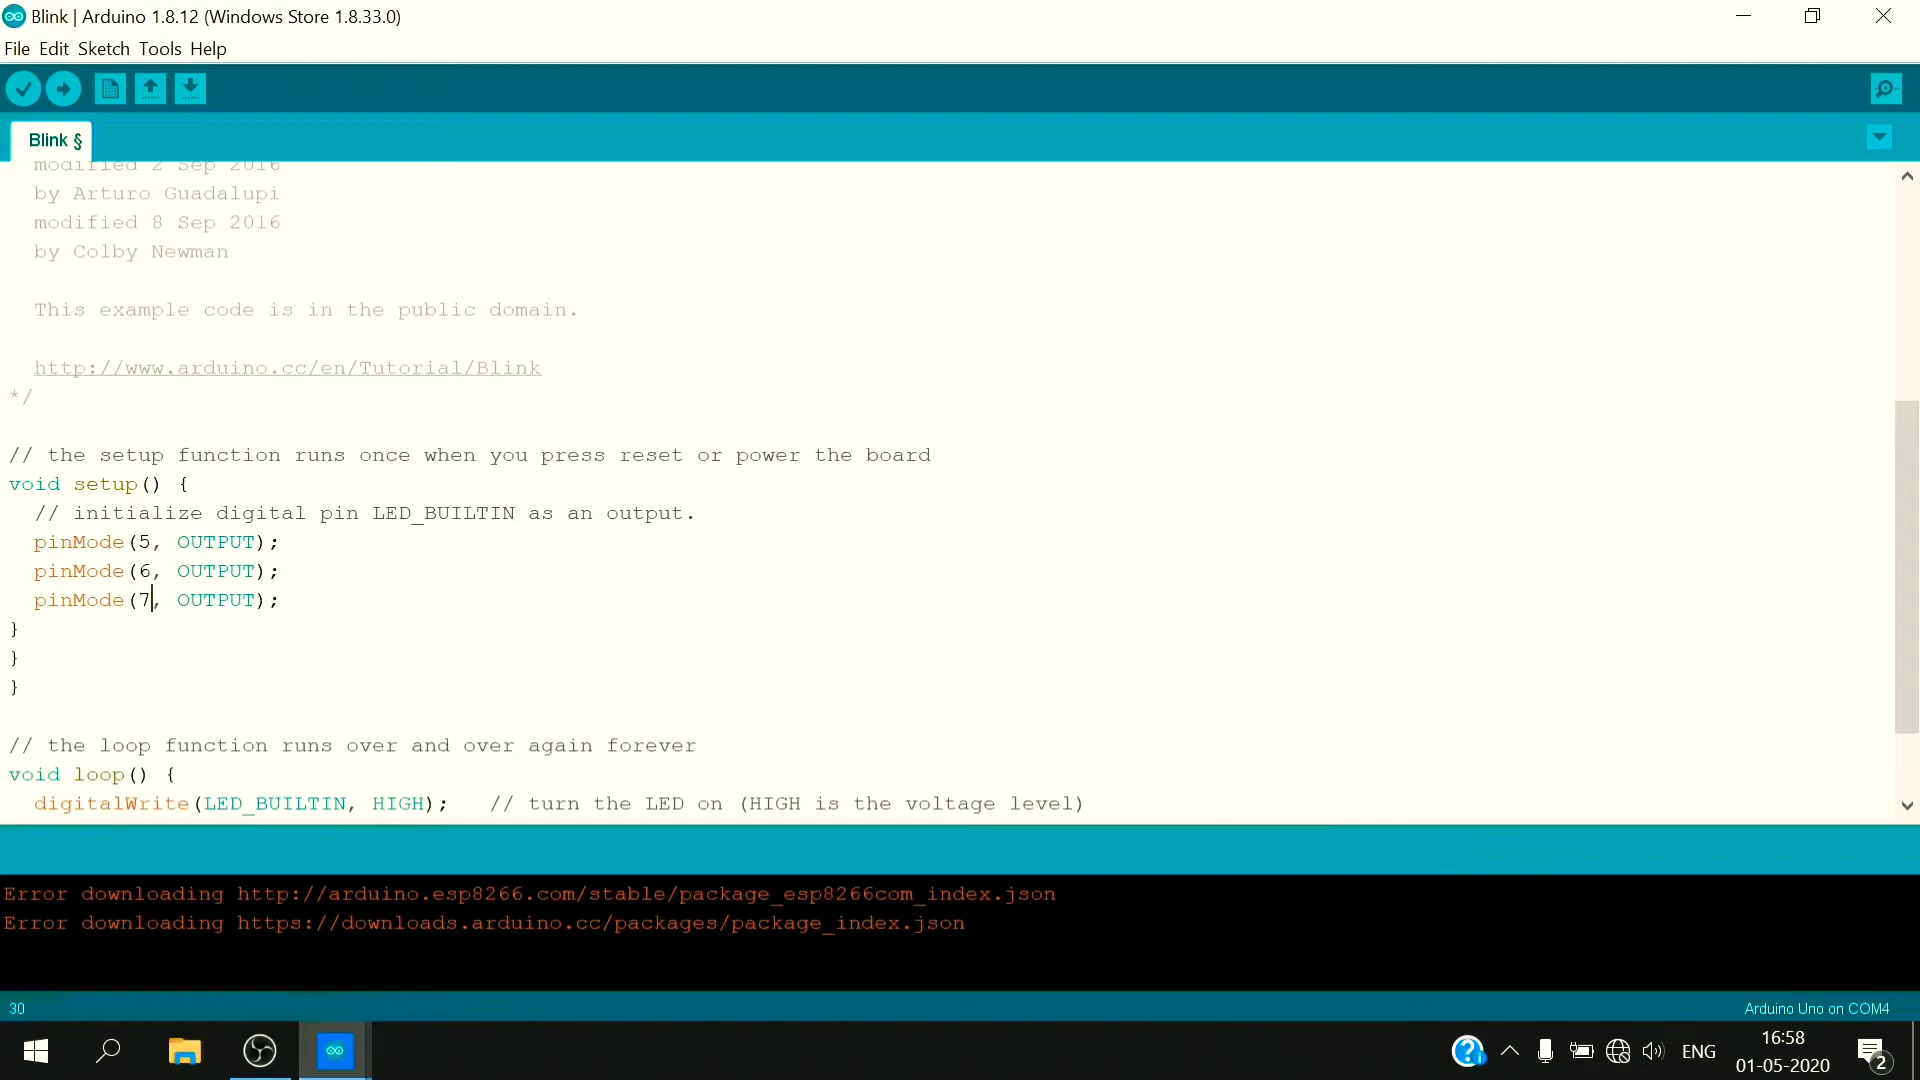 Blink | Arduino 1.8.12 (Windows Store 1.8.33.0)
File Edit Sketch Tools Help
Blink §
modified 2 Sep 2016
by Arturo Guadalupi
modified 8 Sep 2016
by Colby Newman
This example code is in the public domain.
http://www.arduino.cc/en/Tutorial/Blink
*/
// the setup function runs once when you press reset or power the board
void setup() {
// initialize digital pin LED_BUILTIN as an output.
pinMode(5, OUTPUT);
pinMode(6, OUTPUT);
pinMode(7, OUTPUT);
}
}
}
// the loop function runs over and over again forever
void loop() {
digitalWrite(LED_BUILTIN, HIGH);   // turn the LED on (HIGH is the voltage level)
Error downloading http://arduino.esp8266.com/stable/package_esp8266com_index.json
Error downloading https://downloads.arduino.cc/packages/package_index.json
30
Arduino Uno on COM4
ENG
16:58
01-05-2020
2